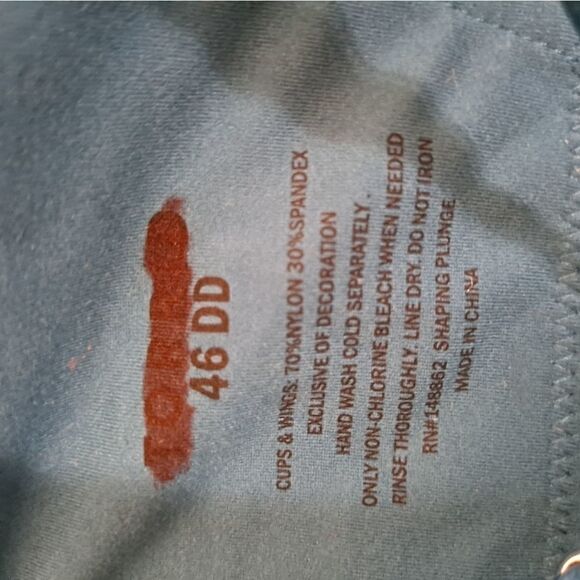 46 DD
CUPS & WINGS: 70%NYLON 30%SPANDEX
EXCLUSIVE OF DECORATION
HAND WASH COLD SEPARATELY.
ONLY NON-CHLORINE BLEACH WHEN NEEDED
RINSE THOROUGHLY. LINE DRY. DO NOT IRON
RN#148862 SHAPING PLUNGE
MADE IN CHINA